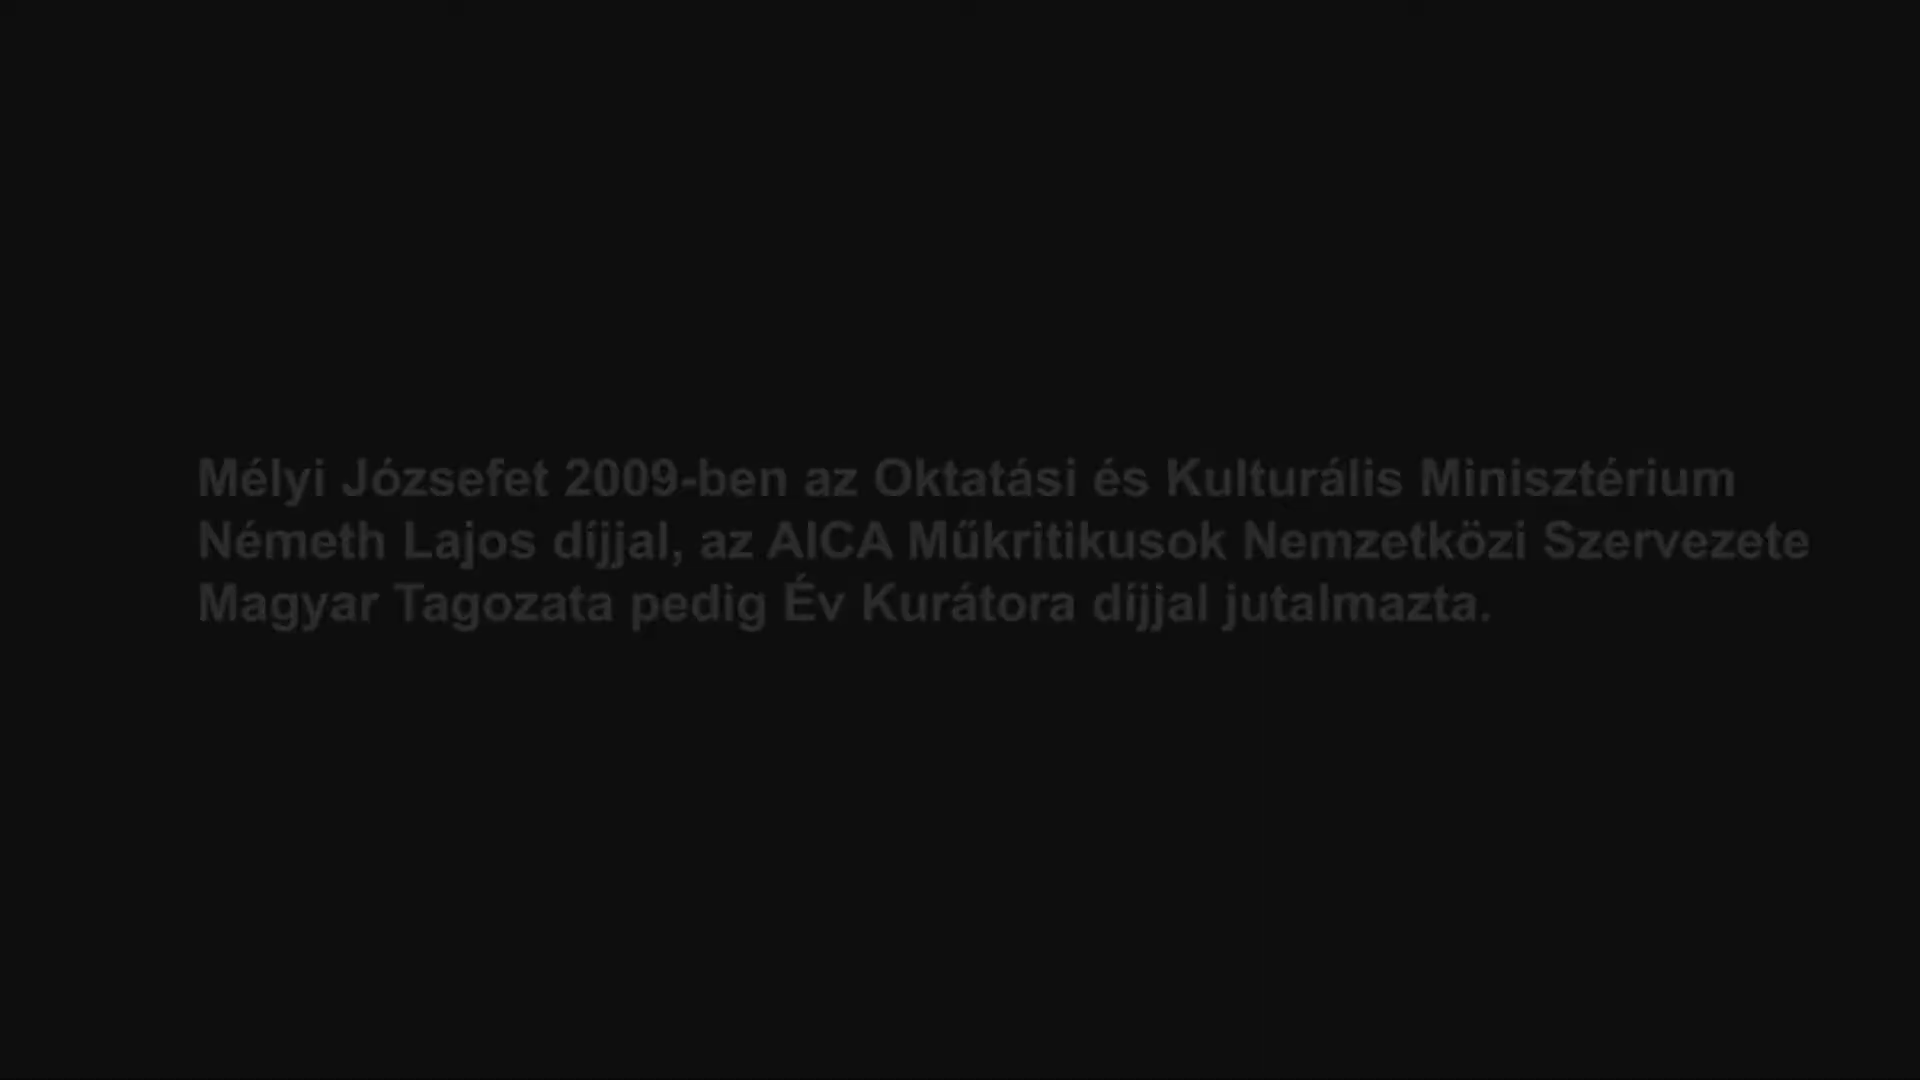 Mélyi Józsefet 2009-ben az Oktatási és Kulturális Minisztérium
Németh Lajos díjjal, az AICA Műkritikusok Nemzetközi Szervezete
Magyar Tagozata pedig Év Kurátora díjjal jutalmazta.